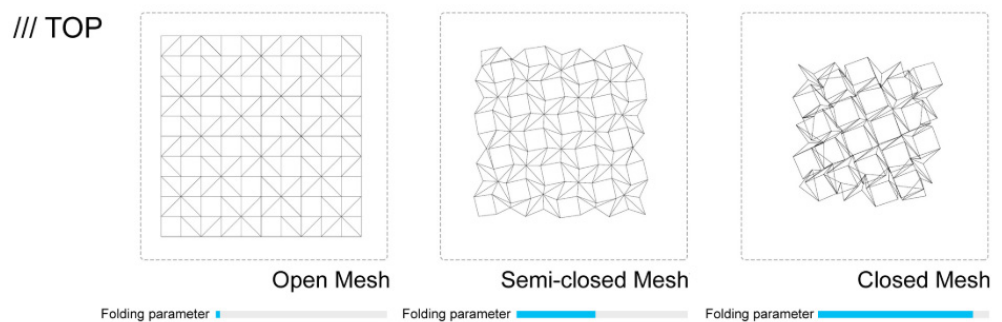 /// TOP
Open Mesh
Semi-closed Mesh
Closed Mesh
Folding parameter
Folding parameter
Folding parameter